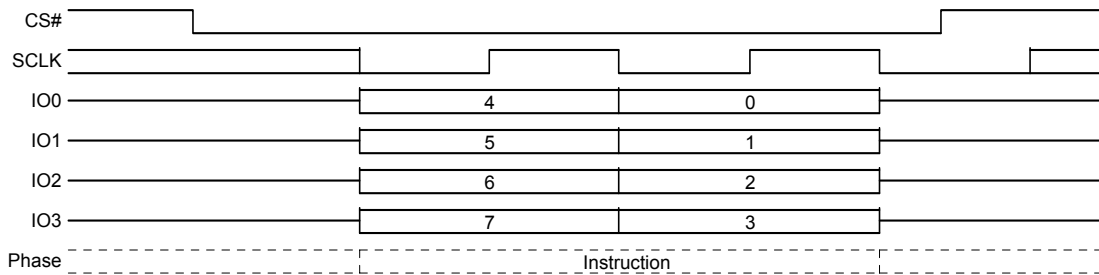 CS#
SCLK
IO0 4 0
IO1 5 1
IO2 6 2
IO3 7 3
Phase Instruction